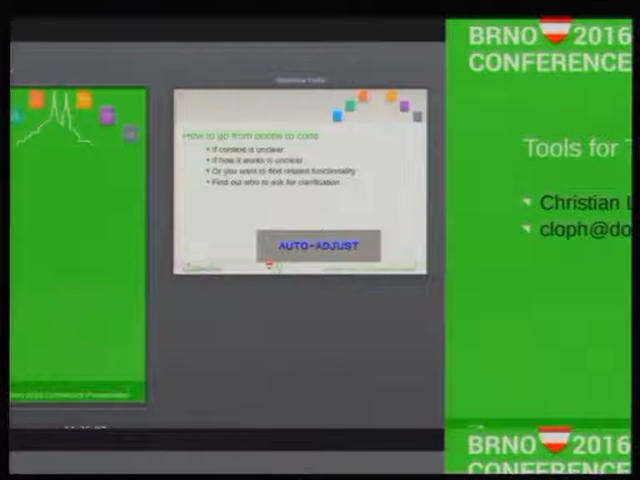 BRNO 2016
CONFERENCE
Tools for
Christian L
cloph@do
How to go from pootle to code
If context is unclear
If how it works is unclear
Or you want to find related functionality
Find out who to ask for clarification
AUTO-ADJUST
BRNO 2016
CONFERENCE